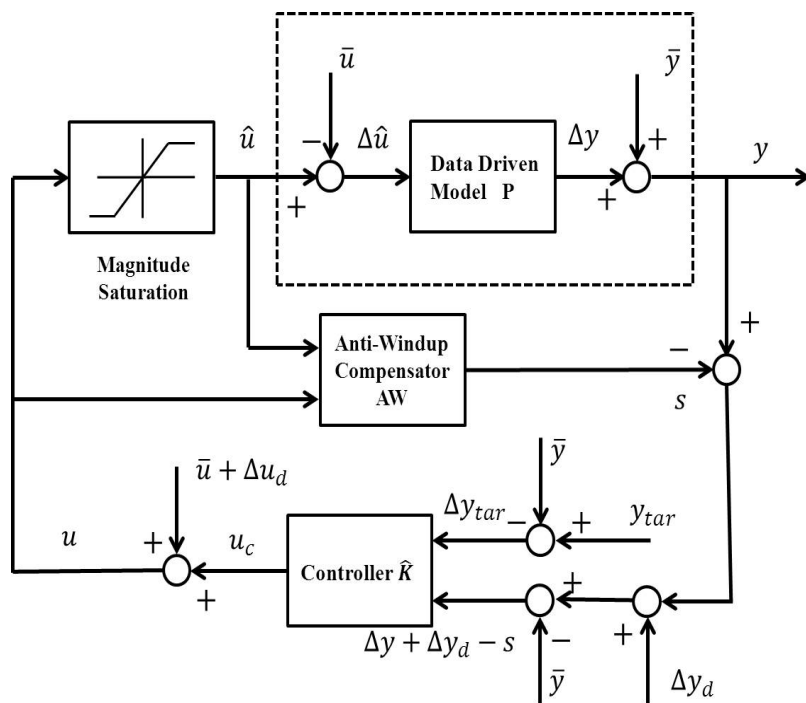 ū
ȳ
û
−
Δû
Data Driven
Model P
Δy
+
y
+
+
Magnitude
Saturation
Anti-Windup
Compensator
AW
−
+
s
ū + Δu_d
ȳ
Δy_tar
−
+
y_tar
u
+
u_c
Controller K̂
+
+
+
Δy + Δy_d − s
−
ȳ
Δy_d